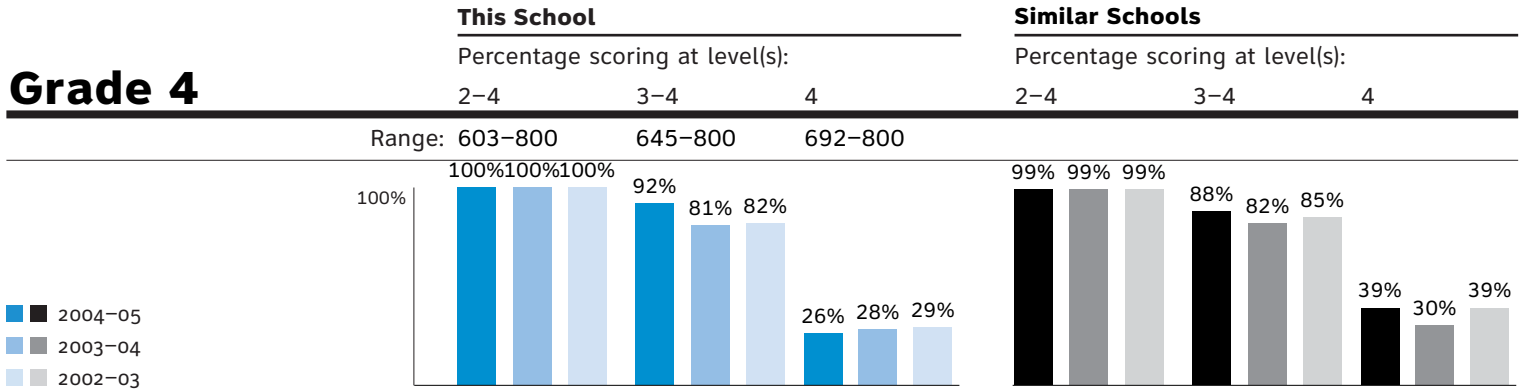 This School Similar Schools
Percentage scoring at level(s): Percentage scoring at level(s):
Grade 4 2–4 3–4 4 2–4 3–4 4
Range: 603–800 645–800 692–800
100% 100% 100% 92% 81% 82% 26% 28% 29% 99% 99% 99% 88% 82% 85% 39% 30% 39%
100%
2004–05
2003–04
2002–03